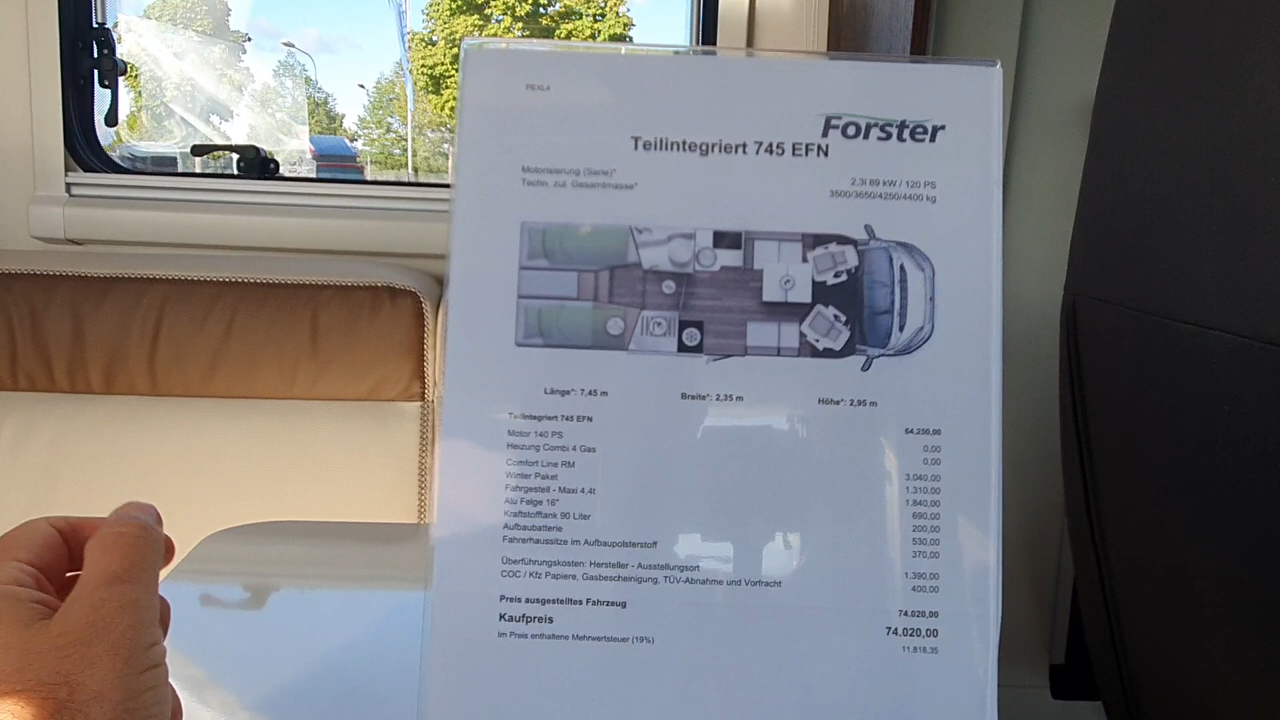 PEXL4
Forster
Teilintegriert 745 EFN
Motorisierung (Serie)* 2,3l 89 kW / 120 PS
Techn. zul. Gesamtmasse* 3500/3650/4250/4400 kg
Länge*: 7,45 m Breite*: 2,35 m Höhe*: 2,95 m
Teilintegriert 745 EFN 64.250,00
Motor 140 PS 0,00
Heizung Combi 4 Gas 0,00
Comfort Line RM 3.040,00
Winter Paket 1.310,00
Fahrgestell - Maxi 4,4t 1.840,00
Alu Felge 16" 690,00
Kraftstofftank 90 Liter 200,00
Aufbaubatterie 530,00
Fahrerhaussitze im Aufbaupolsterstoff 370,00
Überführungskosten: Hersteller - Ausstellungsort 1.390,00
COC / Kfz Papiere, Gasbescheinigung, TÜV-Abnahme und Vorfracht 400,00
Preis ausgestelltes Fahrzeug 74.020,00
Kaufpreis 74.020,00
Im Preis enthaltene Mehrwertsteuer (19%) 11.818,35